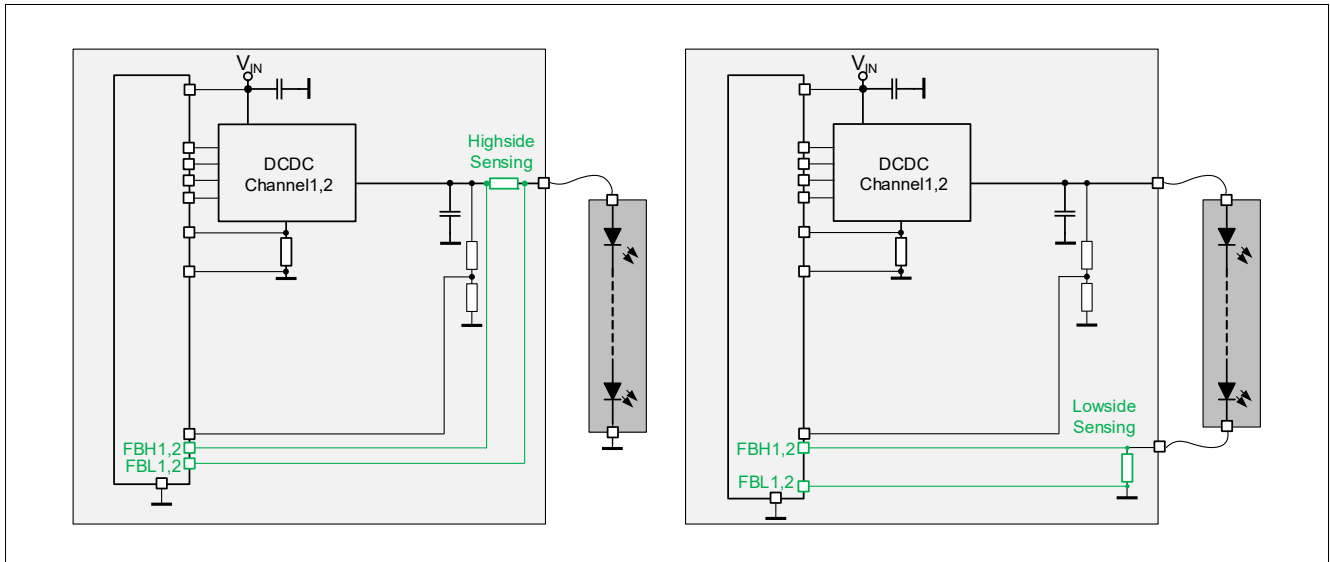 VIN
DCDC
Channel1,2
Highside
Sensing
FBH1,2
FBL1,2
VIN
DCDC
Channel1,2
Lowside
Sensing
FBH1,2
FBL1,2